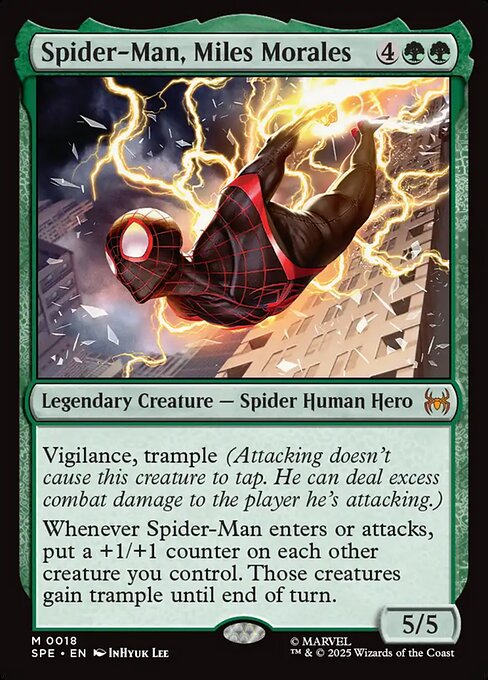 Spider-Man, Miles Morales 4
Legendary Creature — Spider Human Hero
Vigilance, trample (Attacking doesn't
cause this creature to tap. He can deal excess
combat damage to the player he's attacking.)
Whenever Spider-Man enters or attacks,
put a +1/+1 counter on each other
creature you control. Those creatures
gain trample until end of turn.
5/5
M 0018
SPE • EN InHyuk Lee
© MARVEL
™ & © 2025 Wizards of the Coast